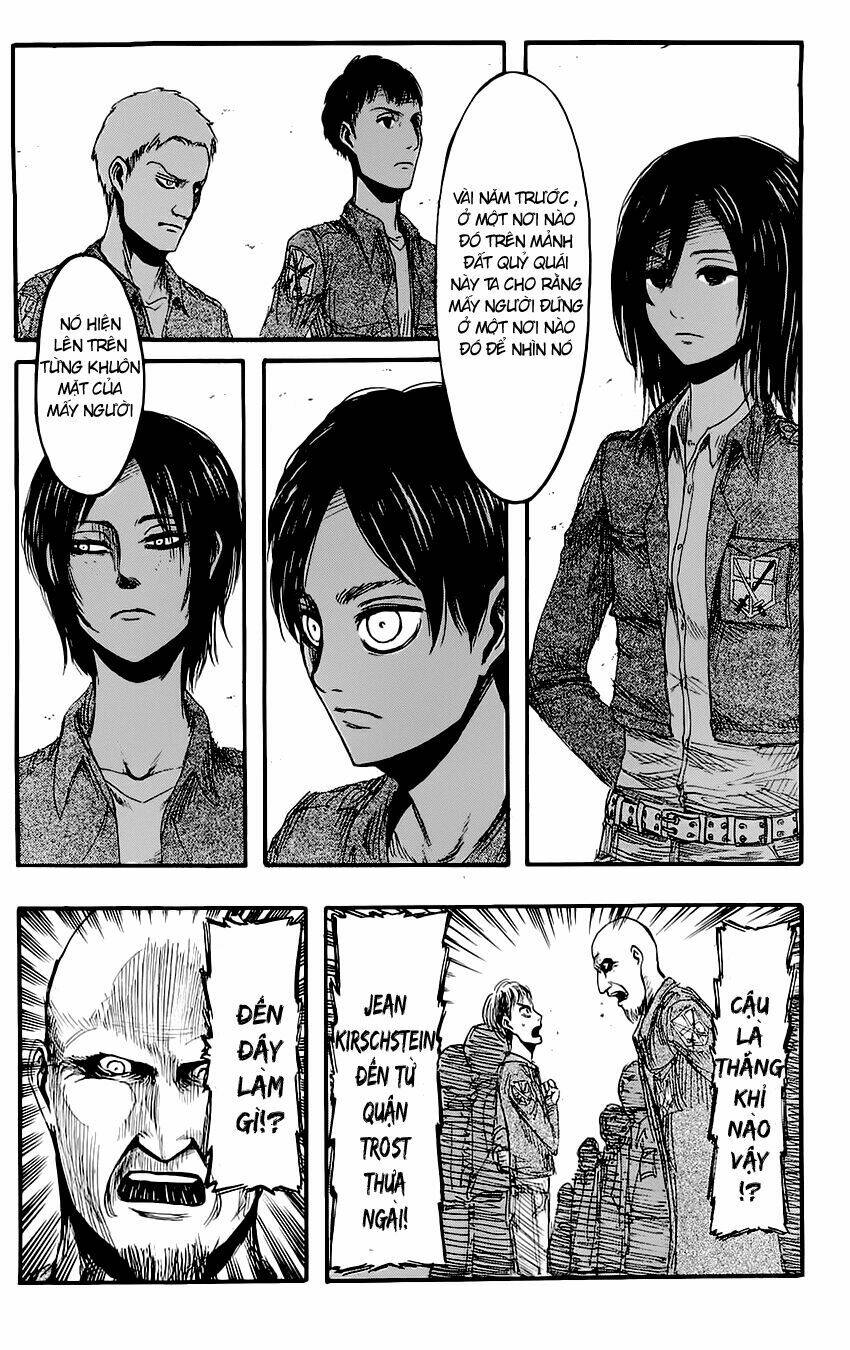 VÀI NĂM TRƯỚC ,
Ở MỘT NƠI NÀO
ĐÓ TRÊN MẢNH
ĐẤT QUỶ QUÁI
NÀY TA CHO RẰNG
MẤY NGƯỜI ĐỨNG
Ở MỘT NƠI NÀO
ĐÓ ĐỂ NHÌN NÓ
NÓ HIỆN
LÊN TRÊN
TỪNG KHUÔN
MẶT CỦA
MẤY NGƯỜI
CẬU
LÀ
THẰNG
KHỈ
NÀO
VẬY
!?
JEAN
KIRSCHSTEIN
ĐẾN TỪ
QUẬN
TROST
THƯA
NGÀI!
ĐẾN
ĐÂY
LÀM
GÌ!?